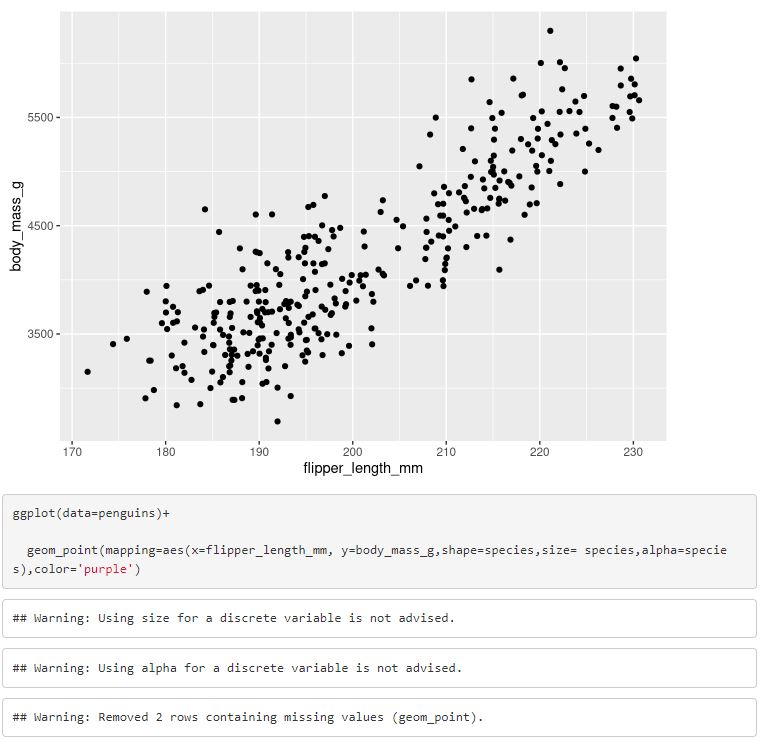 5500
4500
3500
body_mass_g
170 180 190 200 210 220 230
flipper_length_mm
ggplot(data=penguins)+
geom_point(mapping=aes(x=flipper_length_mm, y=body_mass_g,shape=species,size= species,alpha=specie
s),color='purple')
## Warning: Using size for a discrete variable is not advised.
## Warning: Using alpha for a discrete variable is not advised.
## Warning: Removed 2 rows containing missing values (geom_point).